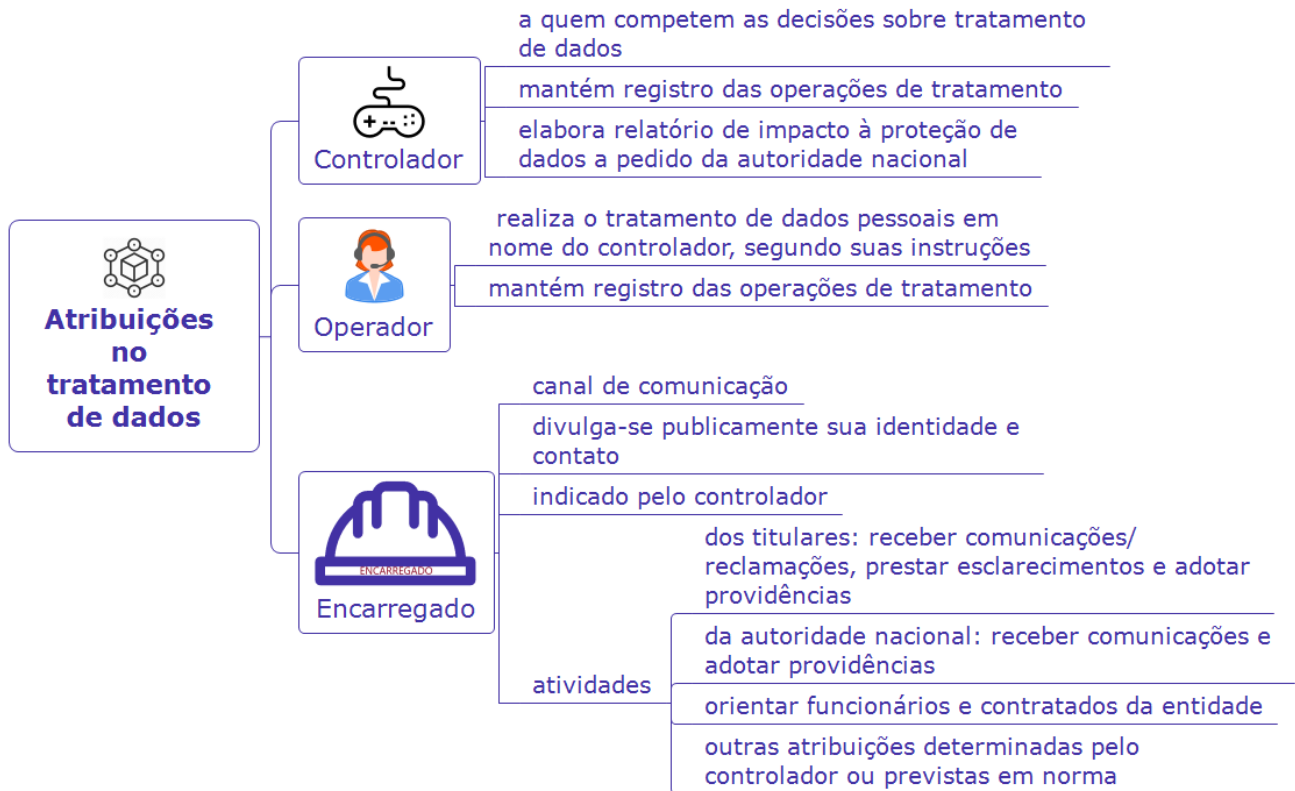 Atribuições
no
tratamento
de dados
Controlador
a quem competem as decisões sobre tratamento
de dados
mantém registro das operações de tratamento
elabora relatório de impacto à proteção de
dados a pedido da autoridade nacional
Operador
realiza o tratamento de dados pessoais em
nome do controlador, segundo suas instruções
mantém registro das operações de tratamento
ENCARREGADO
Encarregado
canal de comunicação
divulga-se publicamente sua identidade e
contato
indicado pelo controlador
atividades
dos titulares: receber comunicações/
reclamações, prestar esclarecimentos e adotar
providências
da autoridade nacional: receber comunicações e
adotar providências
orientar funcionários e contratados da entidade
outras atribuições determinadas pelo
controlador ou previstas em norma